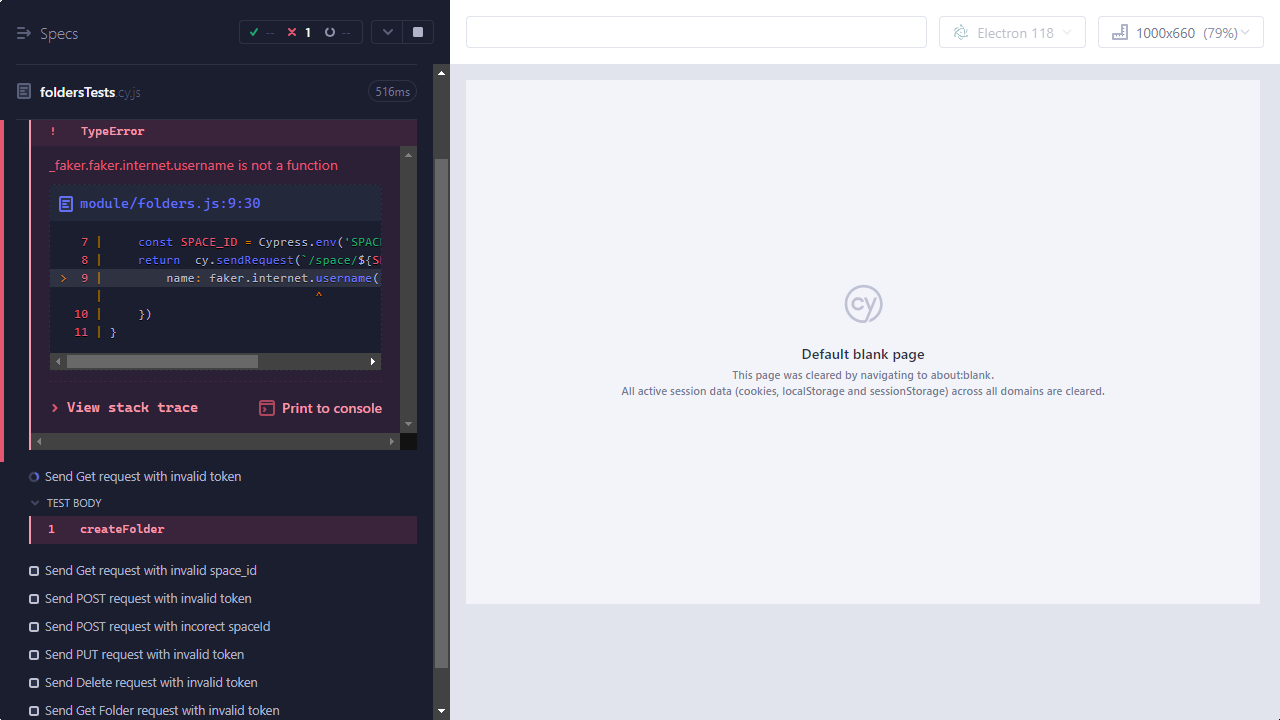 Specs
-- 1 --
Electron 118
1000x660 (79%)
foldersTests.cy.js
516ms
! TypeError
_faker.faker.internet.username is not a function
module/folders.js:9:30
7 | const SPACE_ID = Cypress.env('SPAC
8 | return cy.sendRequest(`/space/${S
> 9 | name: faker.internet.username(
| ^
10 | })
11 | }
View stack trace
Print to console
Send Get request with invalid token
TEST BODY
1 createFolder
Send Get request with invalid space_id
Send POST request with invalid token
Send POST request with incorect spaceId
Send PUT request with invalid token
Send Delete request with invalid token
Send Get Folder request with invalid token
cy
Default blank page
This page was cleared by navigating to about:blank.
All active session data (cookies, localStorage and sessionStorage) across all domains are cleared.